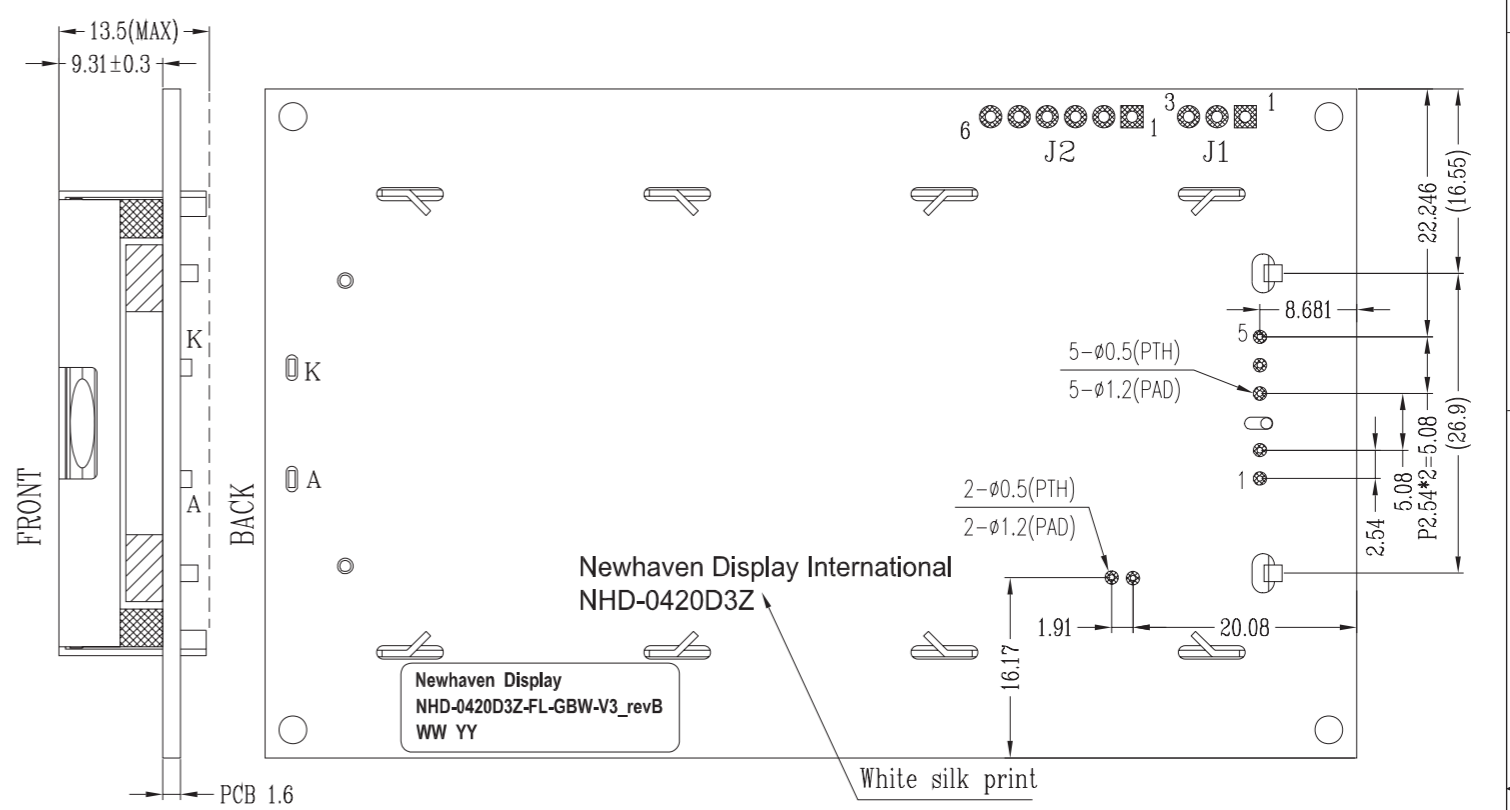 13.5(MAX)
9.31±0.3
K
A
FRONT
BACK
PCB 1.6
6
1
J2
3
1
J1
K
A
22.246
(16.55)
8.681
5
5-ø0.5(PTH)
5-ø1.2(PAD)
1
2.54
5.08
P2.54*2=5.08
(26.9)
2-ø0.5(PTH)
2-ø1.2(PAD)
Newhaven Display International
NHD-0420D3Z
1.91
20.08
16.17
Newhaven Display
NHD-0420D3Z-FL-GBW-V3_revB
WW YY
White silk print